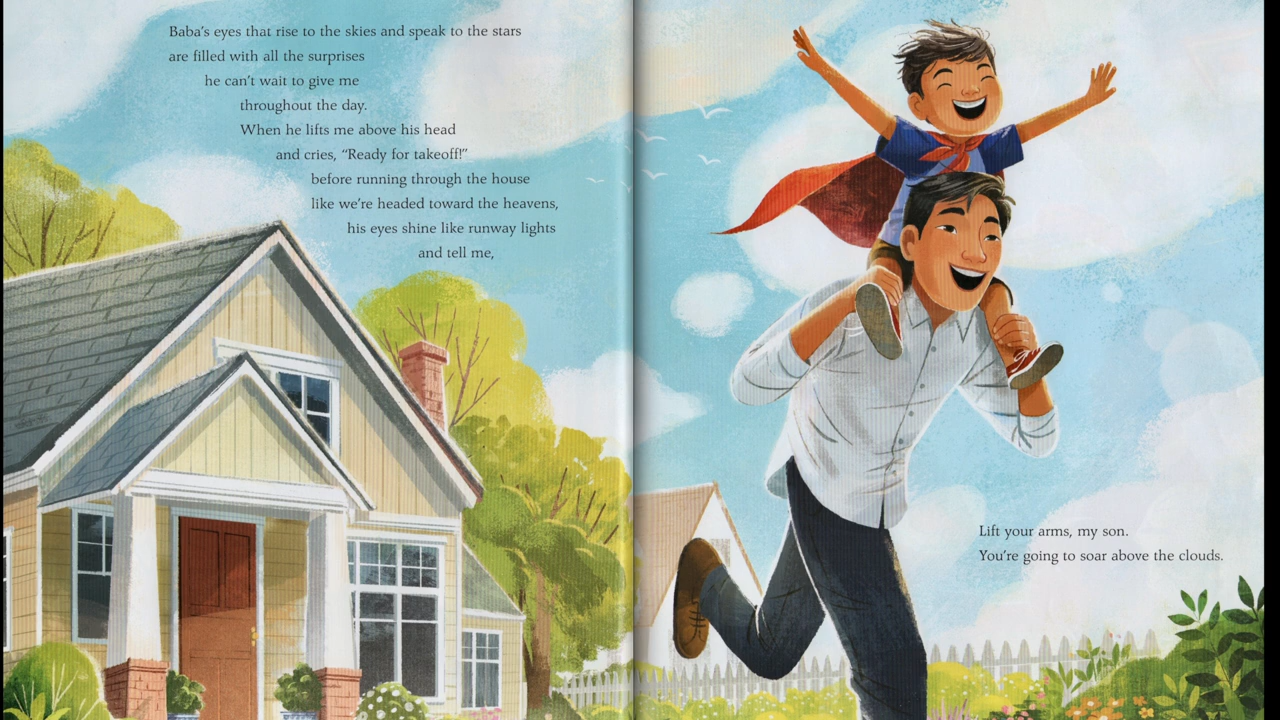 Baba's eyes that rise to the skies and speak to the stars
are filled with all the surprises
he can't wait to give me
throughout the day.
When he lifts me above his head
and cries, “Ready for takeoff!”
before running through the house
like we're headed toward the heavens,
his eyes shine like runway lights
and tell me,
Lift your arms, my son.
You're going to soar above the clouds.